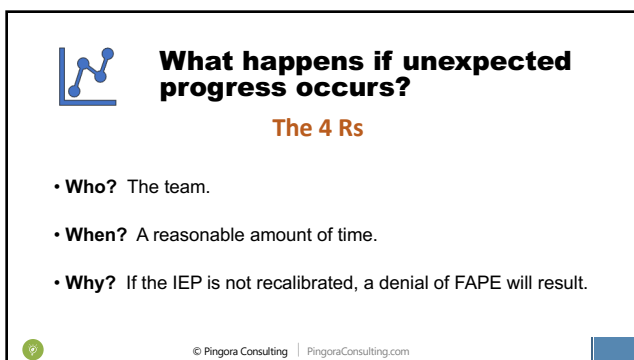 What happens if unexpected
progress occurs?
The 4 Rs
• Who? The team.
• When? A reasonable amount of time.
• Why? If the IEP is not recalibrated, a denial of FAPE will result.
© Pingora Consulting | PingoraConsulting.com